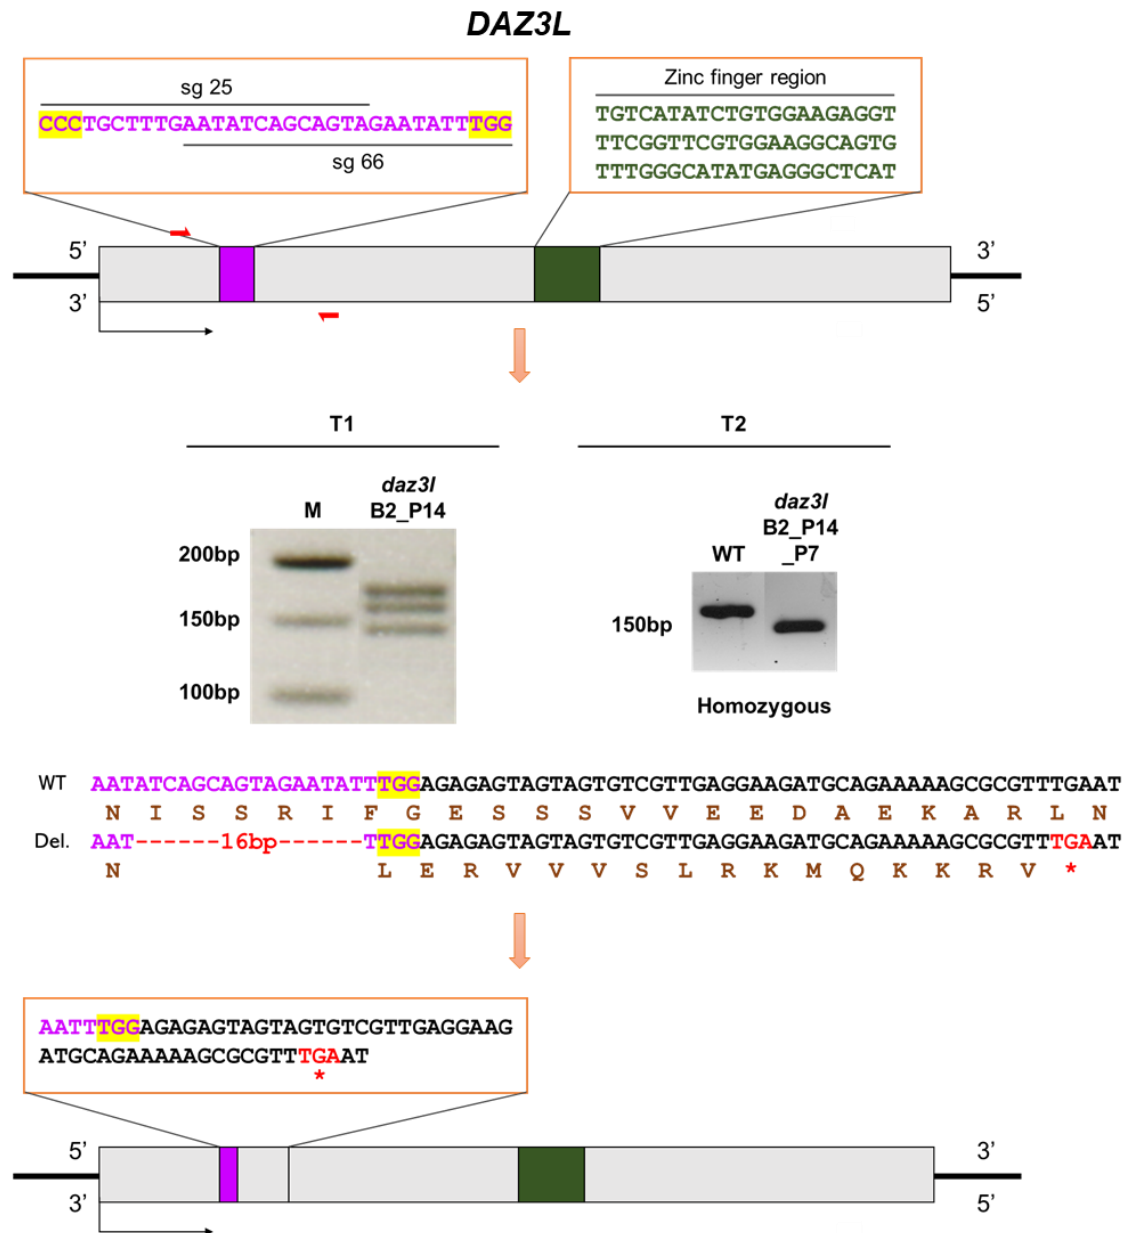 DAZ3L
sg 25
CCCTGCTTTGAATATCAGCAGTAGAATATTTGG
sg 66
Zinc finger region
TGTCATATCTGTGGAAGAGGT
TTCGGTTCGTGGAAGGCAGTG
TTTGGGCATATGAGGGCTCAT
5’ 3’
3’ 5’
T1 T2
M daz3l B2_P14
200bp
150bp
100bp
WT daz3l B2_P14 _P7
150bp
Homozygous
WT AATATCAGCAGTAGAATATTTGGAGAGAGTAGTAGTGTCGTTGAGGAAGATGCAGAAAAAGCGCGTTTGAAT
N I S S R I F G E S S S V V E E D A E K A R L N
Del. AAT------16bp------TTGGAGAGAGTAGTAGTGTCGTTGAGGAAGATGCAGAAAAAGCGCGTTTGAAT
N L E R V V V S L R K M Q K K R V *
AATTTGGAGAGAGTAGTAGTGTCGTTGAGGAAG
ATGCAGAAAAAGCGCGTTTGAAT
*
5’ 3’
3’ 5’